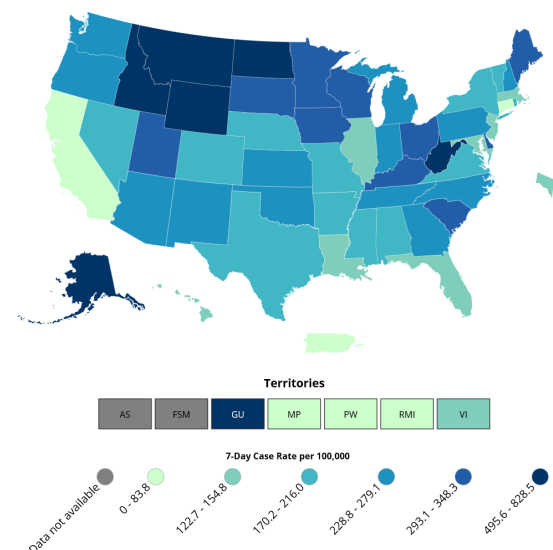 Territories
AS
FSM
GU
MP
PW
RMI
VI
7-Day Case Rate per 100,000
Data not available
0 - 83.8
122.7 - 154.8
170.2 - 216.0
228.8 - 279.1
293.1 - 348.3
495.6 - 828.5